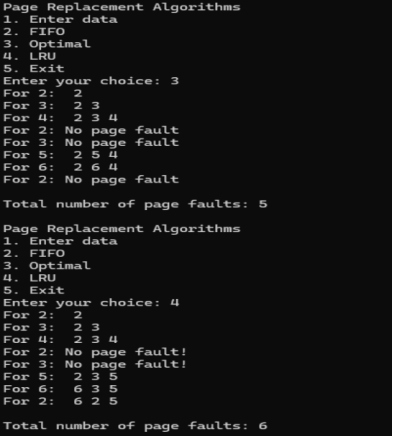 Page Replacement Algorithms
1. Enter data
2. FIFO
3. Optimal
4. LRU
5. Exit
Enter your choice: 3
For 2:  2
For 3:  2 3
For 4:  2 3 4
For 2: No page fault
For 3: No page fault
For 5:  2 5 4
For 6:  2 6 4
For 2: No page fault
Total number of page faults: 5
Page Replacement Algorithms
1. Enter data
2. FIFO
3. Optimal
4. LRU
5. Exit
Enter your choice: 4
For 2:  2
For 3:  2 3
For 4:  2 3 4
For 2: No page fault!
For 3: No page fault!
For 5:  2 3 5
For 6:  6 3 5
For 2:  6 2 5
Total number of page faults: 6